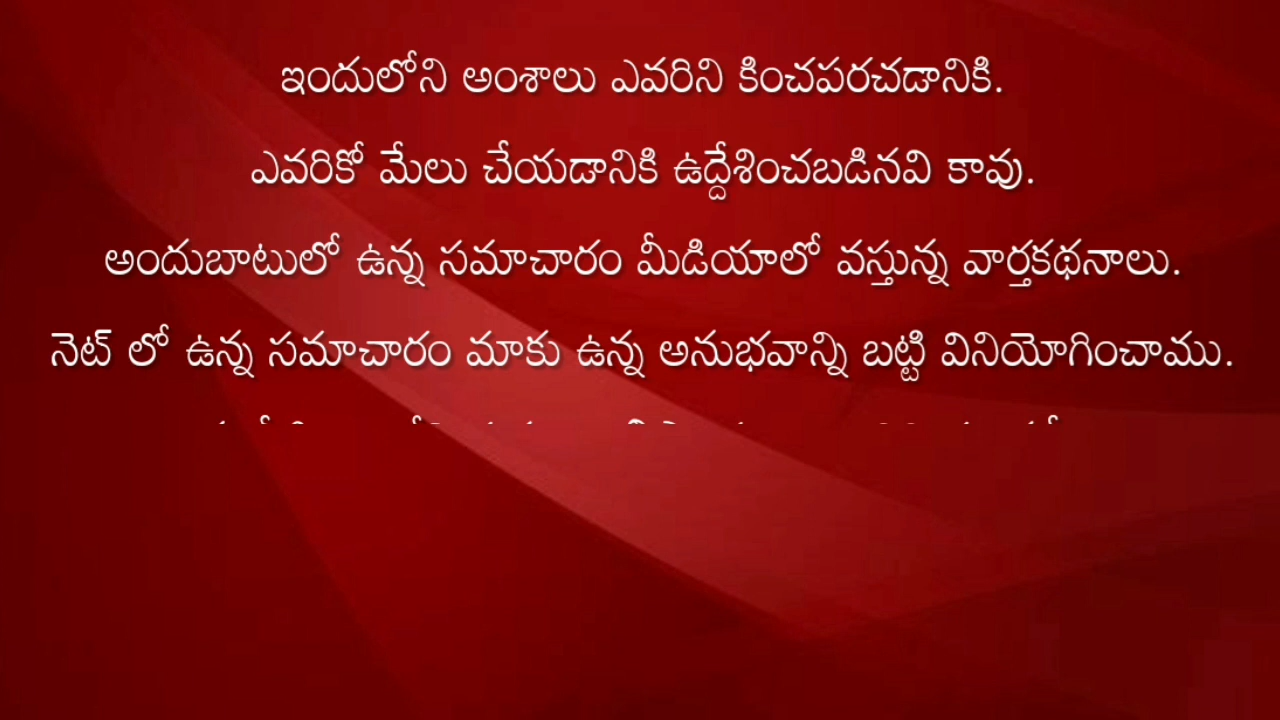 ఇందులోని అంశాలు ఎవరిని కించపరచడానికి.
ఎవరికో మేలు చేయడానికి ఉద్దేశించబడినవి కావు.
అందుబాటులో ఉన్న సమాచారం మీడియాలో వస్తున్న వార్తకథనాలు.
నెట్ లో ఉన్న సమాచారం మాకు ఉన్న అనుభవాన్ని బట్టి వినియోగించాము.